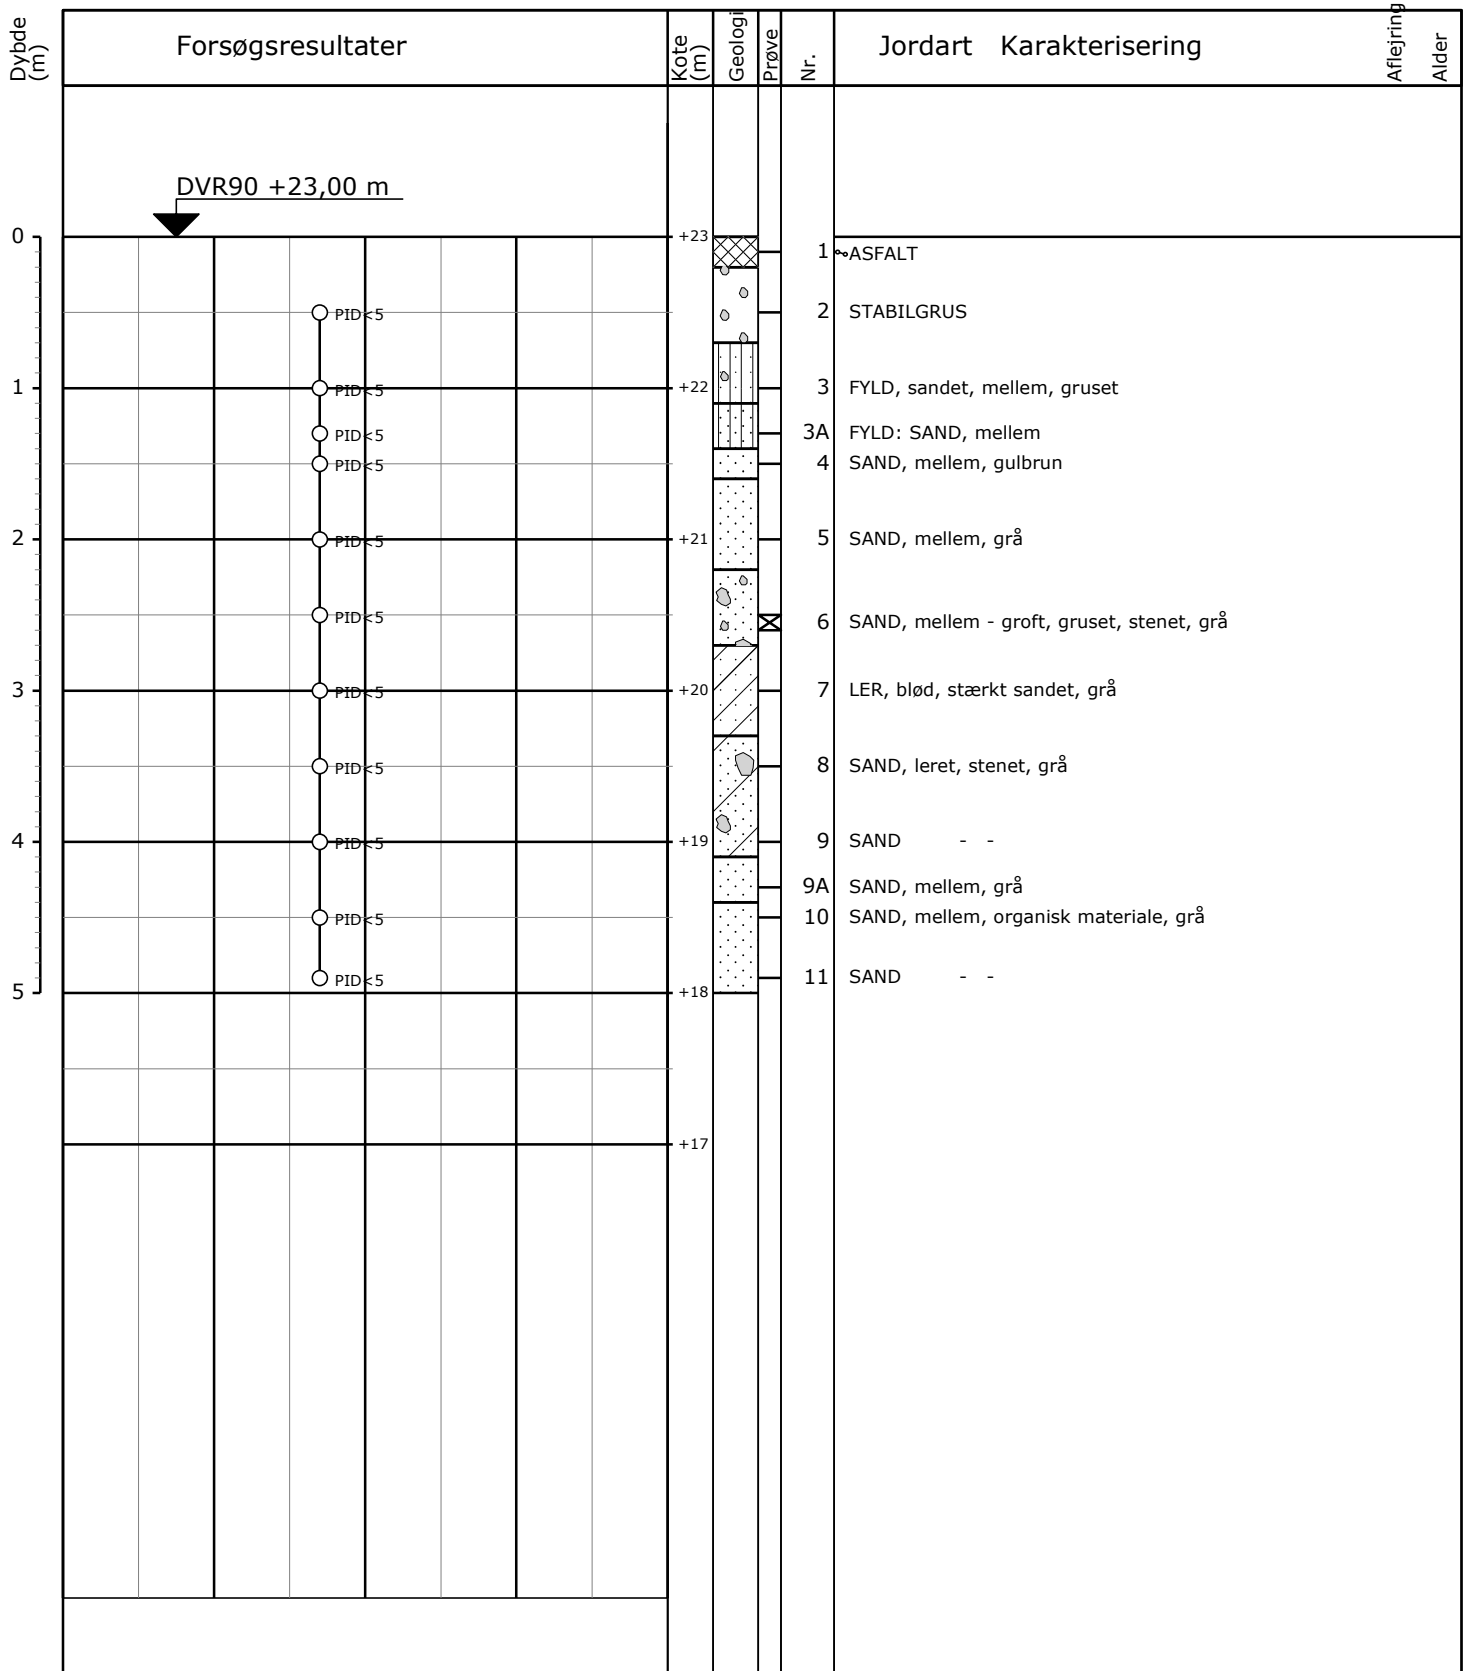 Dybde
(m)
Forsøgsresultater
Kote
(m)
Geologi
Prøve
Nr.
Jordart Karakterisering
Aflejring
Alder
DVR90 +23,00 m
0 +23
1 ASFALT
PID<5 2 STABILGRUS
1 PID<5 +22 3 FYLD, sandet, mellem, gruset
PID<5 3A FYLD: SAND, mellem
PID<5 4 SAND, mellem, gulbrun
2 PID<5 +21 5 SAND, mellem, grå
PID<5 6 SAND, mellem - groft, gruset, stenet, grå
3 PID<5 +20 7 LER, blød, stærkt sandet, grå
PID<5 8 SAND, leret, stenet, grå
4 PID<5 +19 9 SAND - -
9A SAND, mellem, grå
PID<5 10 SAND, mellem, organisk materiale, grå
PID<5 11 SAND - -
5 +18
+17